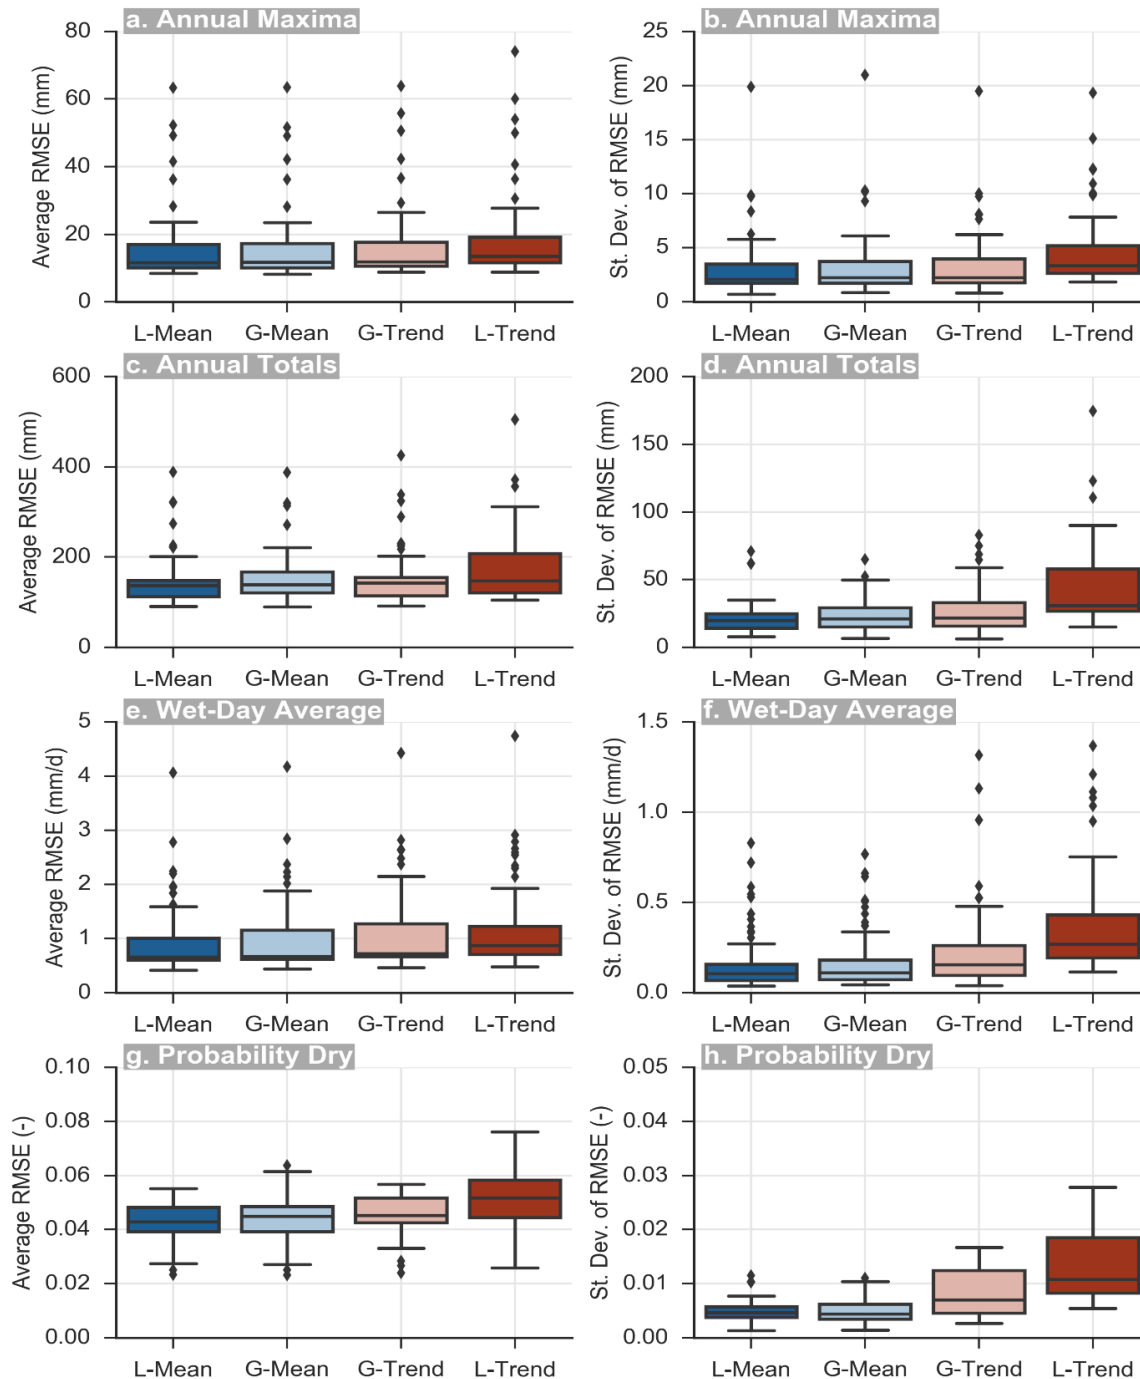 a. Annual Maxima
Average RMSE (mm)
80
60
40
20
0
L-Mean G-Mean G-Trend L-Trend
b. Annual Maxima
St. Dev. of RMSE (mm)
25
20
15
10
5
0
L-Mean G-Mean G-Trend L-Trend
c. Annual Totals
Average RMSE (mm)
600
400
200
0
L-Mean G-Mean G-Trend L-Trend
d. Annual Totals
St. Dev. of RMSE (mm)
200
150
100
50
0
L-Mean G-Mean G-Trend L-Trend
e. Wet-Day Average
Average RMSE (mm/d)
5
4
3
2
1
0
L-Mean G-Mean G-Trend L-Trend
f. Wet-Day Average
St. Dev. of RMSE (mm/d)
1.5
1.0
0.5
0.0
L-Mean G-Mean G-Trend L-Trend
g. Probability Dry
Average RMSE (-)
0.10
0.08
0.06
0.04
0.02
0.00
L-Mean G-Mean G-Trend L-Trend
h. Probability Dry
St. Dev. of RMSE (-)
0.05
0.04
0.03
0.02
0.01
0.00
L-Mean G-Mean G-Trend L-Trend